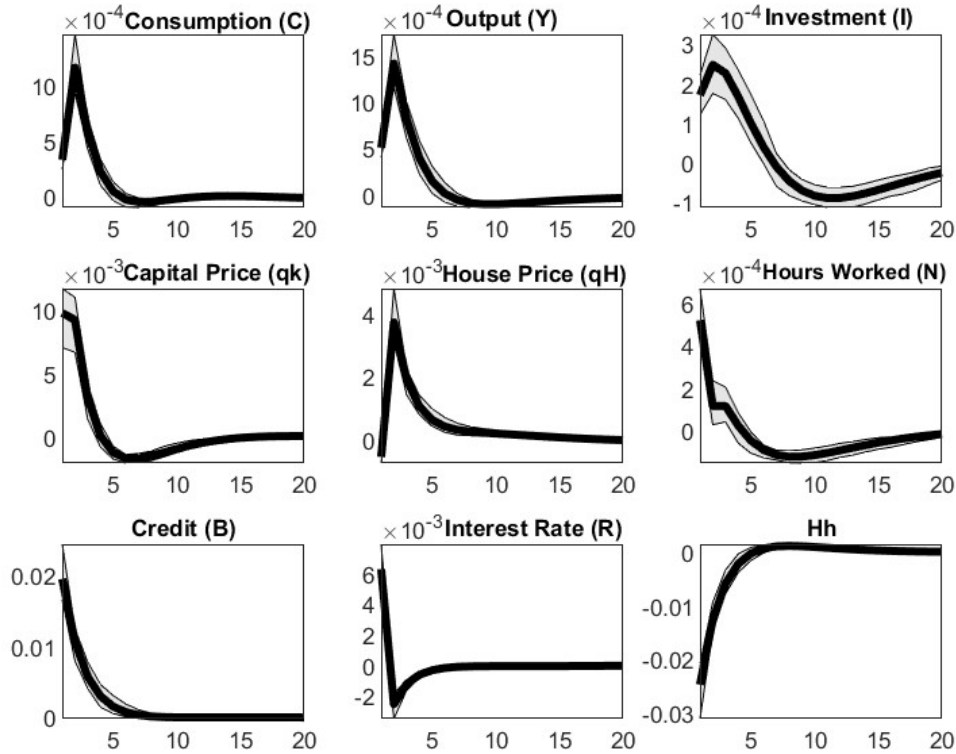 ×10⁻⁴ Consumption (C)
10
5
0
5 10 15 20
×10⁻⁴ Output (Y)
15
10
5
0
5 10 15 20
×10⁻⁴ Investment (I)
3
2
1
0
-1
5 10 15 20
×10⁻³ Capital Price (qk)
10
5
0
5 10 15 20
×10⁻³ House Price (qH)
4
2
0
5 10 15 20
×10⁻⁴ Hours Worked (N)
6
4
2
0
5 10 15 20
Credit (B)
0.02
0.01
0
5 10 15 20
×10⁻³ Interest Rate (R)
6
4
2
0
-2
5 10 15 20
Hh
0
-0.01
-0.02
-0.03
5 10 15 20